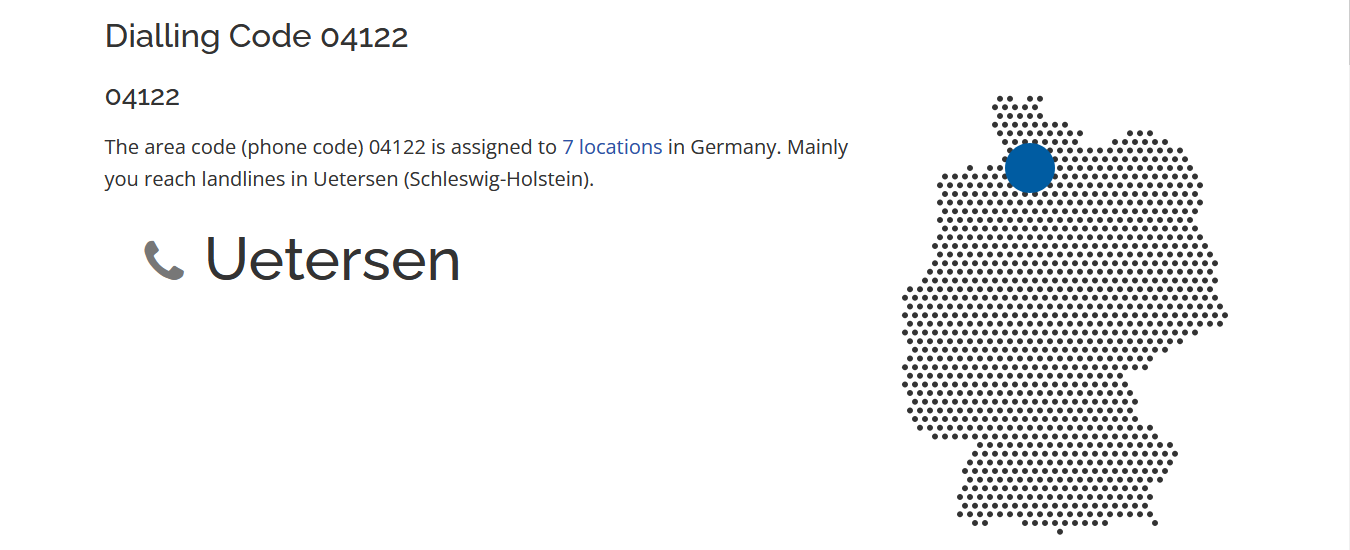 Dialling Code 04122
04122
The area code (phone code) 04122 is assigned to 7 locations in Germany. Mainly
you reach landlines in Uetersen (Schleswig-Holstein).
Uetersen